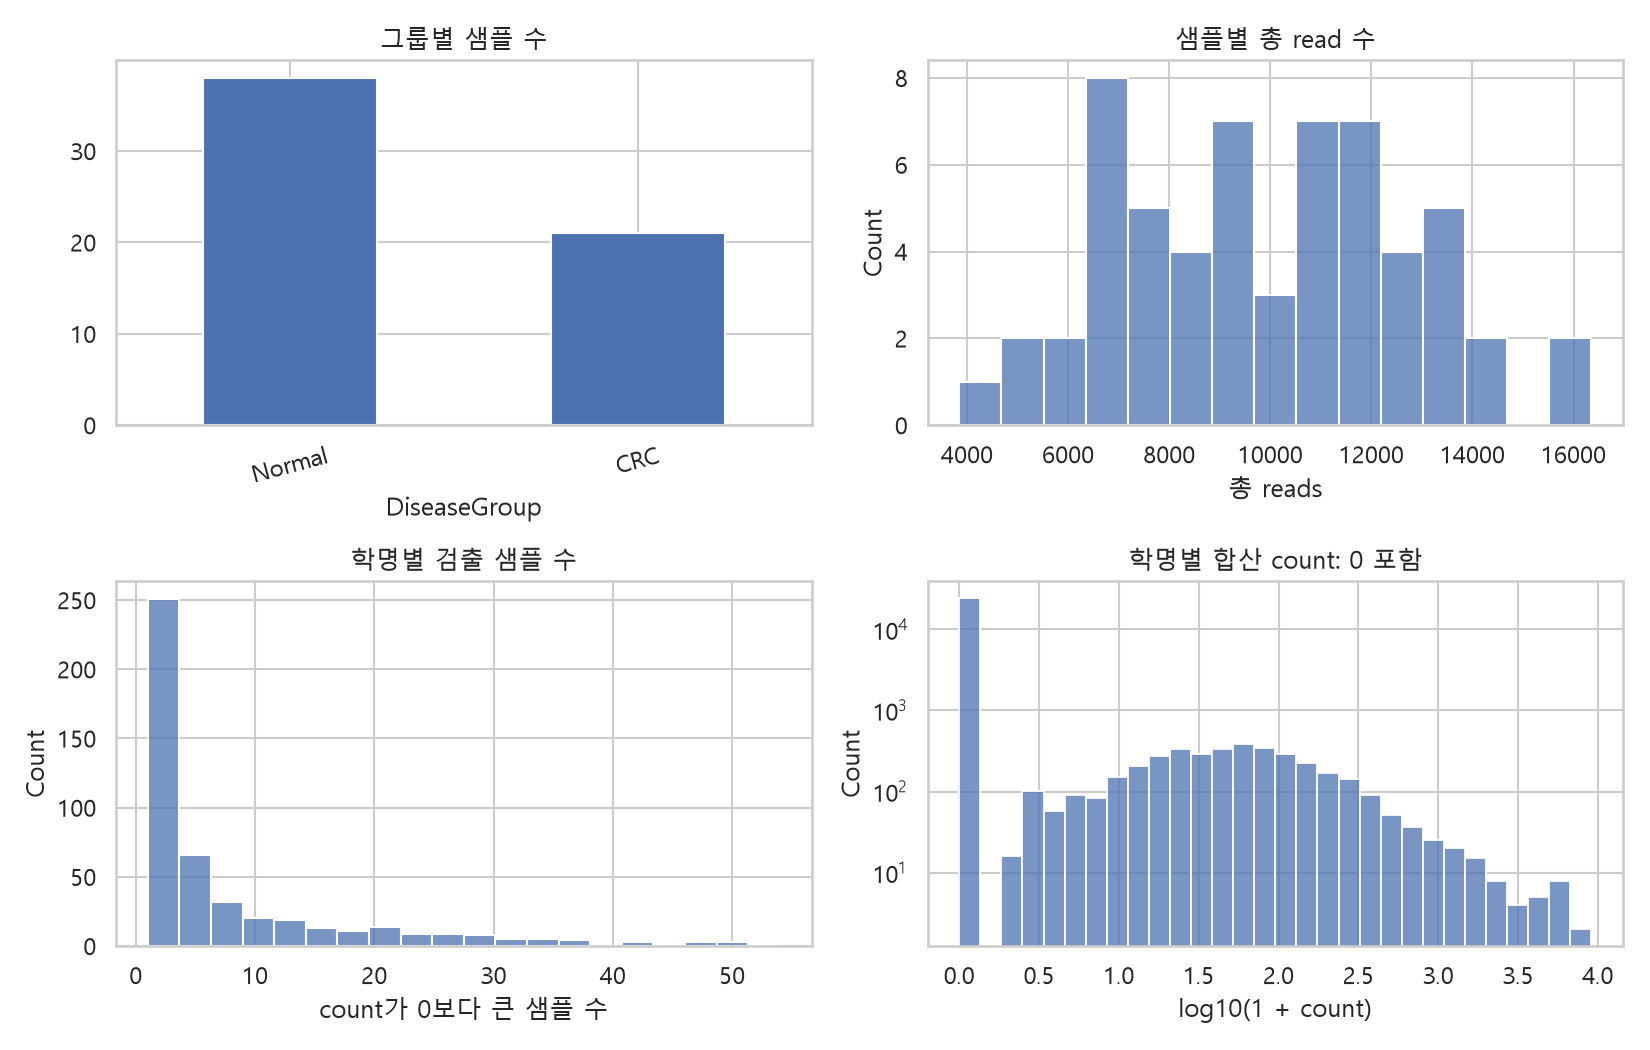 그룹별 샘플 수
30
20
10
0
Normal
CRC
DiseaseGroup
샘플별 총 read 수
Count
8
6
4
2
0
4000 6000 8000 10000 12000 14000 16000
총 reads
학명별 검출 샘플 수
Count
250
200
150
100
50
0
0 10 20 30 40 50
count가 0보다 큰 샘플 수
학명별 합산 count: 0 포함
Count
10⁴
10³
10²
10¹
0.0 0.5 1.0 1.5 2.0 2.5 3.0 3.5 4.0
log10(1 + count)